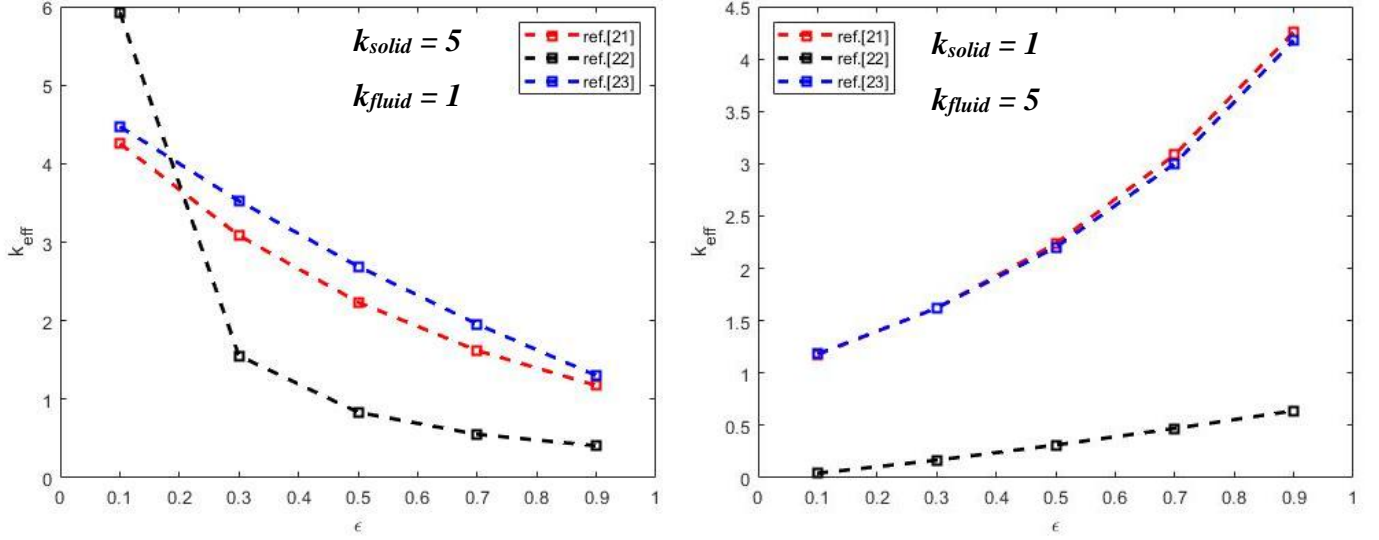 6
5
4
3
2
1
0
k_eff
0
0.1
0.2
0.3
0.4
0.5
0.6
0.7
0.8
0.9
1
ϵ
k_solid = 5
k_fluid = 1
ref.[21]
ref.[22]
ref.[23]
4.5
4
3.5
3
2.5
2
1.5
1
0.5
0
k_eff
0
0.1
0.2
0.3
0.4
0.5
0.6
0.7
0.8
0.9
1
ϵ
ref.[21]
ref.[22]
ref.[23]
k_solid = 1
k_fluid = 5